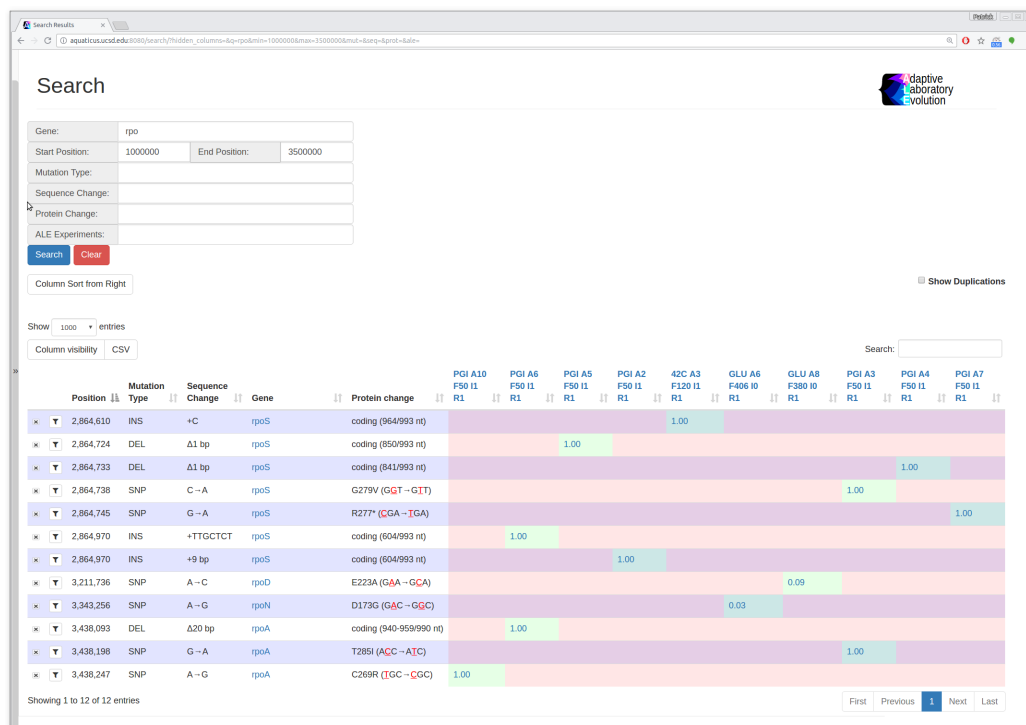 Search Results ×
aquaticus.ucsd.edu:8080/search/?hidden_columns=&q=rpo&min=1000000&max=3500000&mut=&seq=&prot=&ale=
Search
Adaptive
Laboratory
Evolution
Gene: rpo
Start Position: 1000000 End Position: 3500000
Mutation Type:
Sequence Change:
Protein Change:
ALE Experiments:
Search Clear
Column Sort from Right
Show Duplications
Show 1000 entries
Column visibility CSV
Search:
»
PGI A10 PGI A6 PGI A5 PGI A2 42C A3 GLU A6 GLU A8 PGI A3 PGI A4 PGI A7
Mutation Sequence F50 I1 F50 I1 F50 I1 F50 I1 F120 I1 F406 I0 F380 I0 F50 I1 F50 I1 F50 I1
Position Type Change Gene Protein change R1 R1 R1 R1 R1 R1 R1 R1 R1 R1
2,864,610 INS +C rpoS coding (964/993 nt) 1.00
2,864,724 DEL Δ1 bp rpoS coding (850/993 nt) 1.00
2,864,733 DEL Δ1 bp rpoS coding (841/993 nt) 1.00
2,864,738 SNP C→A rpoS G279V (GGT→GTT) 1.00
2,864,745 SNP G→A rpoS R277* (CGA→TGA) 1.00
2,864,970 INS +TTGCTCT rpoS coding (604/993 nt) 1.00
2,864,970 INS +9 bp rpoS coding (604/993 nt) 1.00
3,211,736 SNP A→C rpoD E223A (GAA→GCA) 0.09
3,343,256 SNP A→G rpoN D173G (GAC→GGC) 0.03
3,438,093 DEL Δ20 bp rpoA coding (940-959/990 nt) 1.00
3,438,198 SNP G→A rpoA T285I (ACC→ATC) 1.00
3,438,247 SNP A→G rpoA C269R (TGC→CGC) 1.00
Showing 1 to 12 of 12 entries
First Previous 1 Next Last